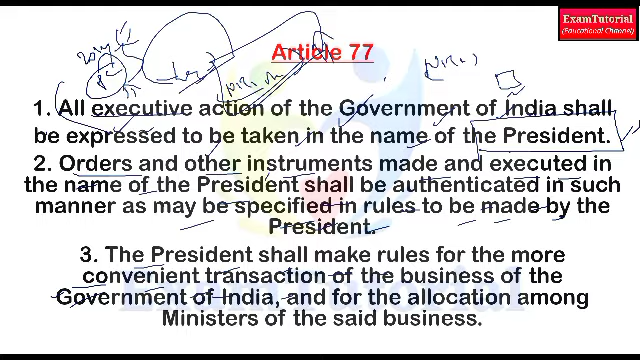 ExamTutorial
(Educational Channel)
Article 77
1. All executive action of the Government of India shall
be expressed to be taken in the name of the President.
2. Orders and other instruments made and executed in
the name of the President shall be authenticated in such
manner as may be specified in rules to be made by the
President.
3. The President shall make rules for the more
convenient transaction of the business of the
Government of India, and for the allocation among
Ministers of the said business.